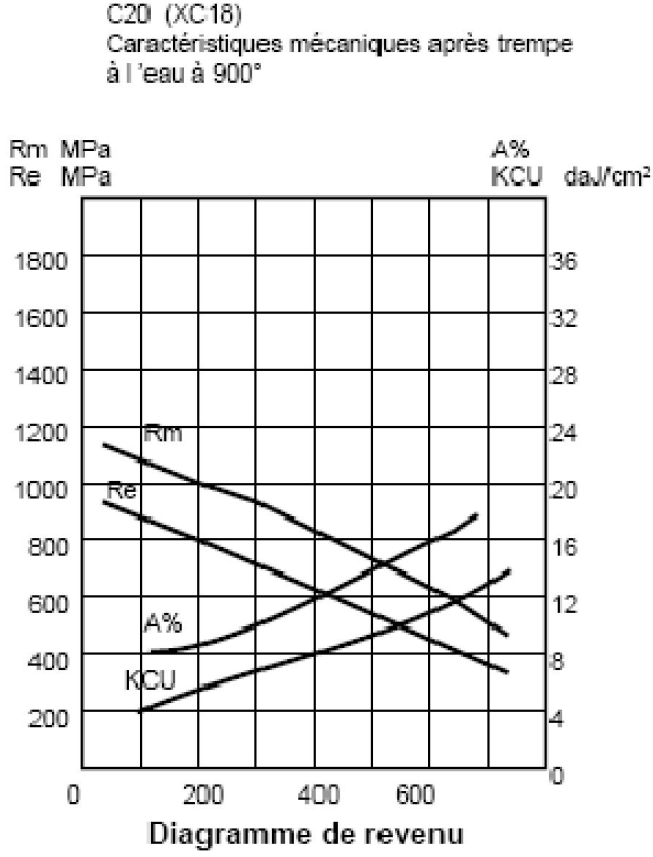 C20 (XC18)
Caractéristiques mécaniques après trempe
à l 'eau à 900°
Rm MPa A%
Re MPa KCU daJ/cm²
1800 36
1600 32
1400 28
1200 24
Rm
1000 20
Re
800 16
600 12
A%
400 8
KCU
200 4
0
0 200 400 600
Diagramme de revenu